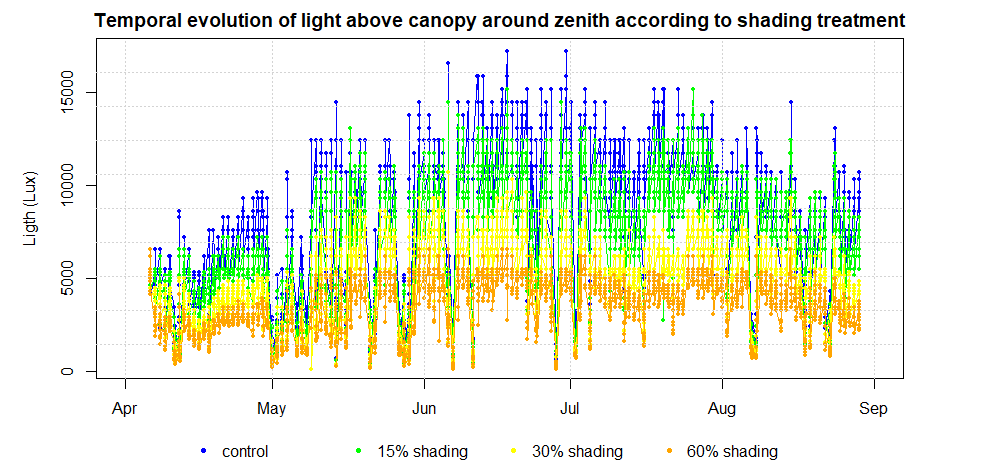 Temporal evolution of light above canopy around zenith according to shading treatment
Ligth (Lux)
15000
10000
5000
0
Apr May Jun Jul Aug Sep
control 15% shading 30% shading 60% shading